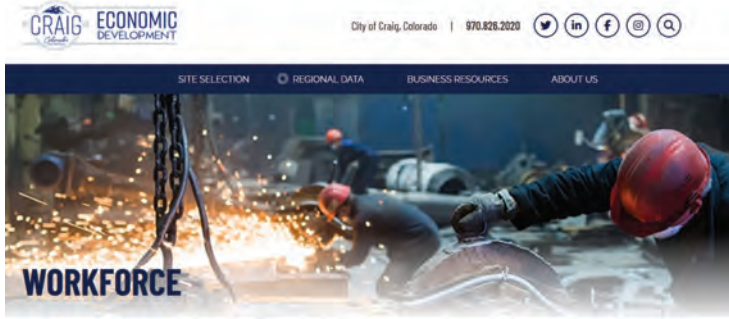 CRAIG ECONOMIC
Colorado DEVELOPMENT
City of Craig, Colorado | 970.826.2020
SITE SELECTION REGIONAL DATA BUSINESS RESOURCES ABOUT US
WORKFORCE